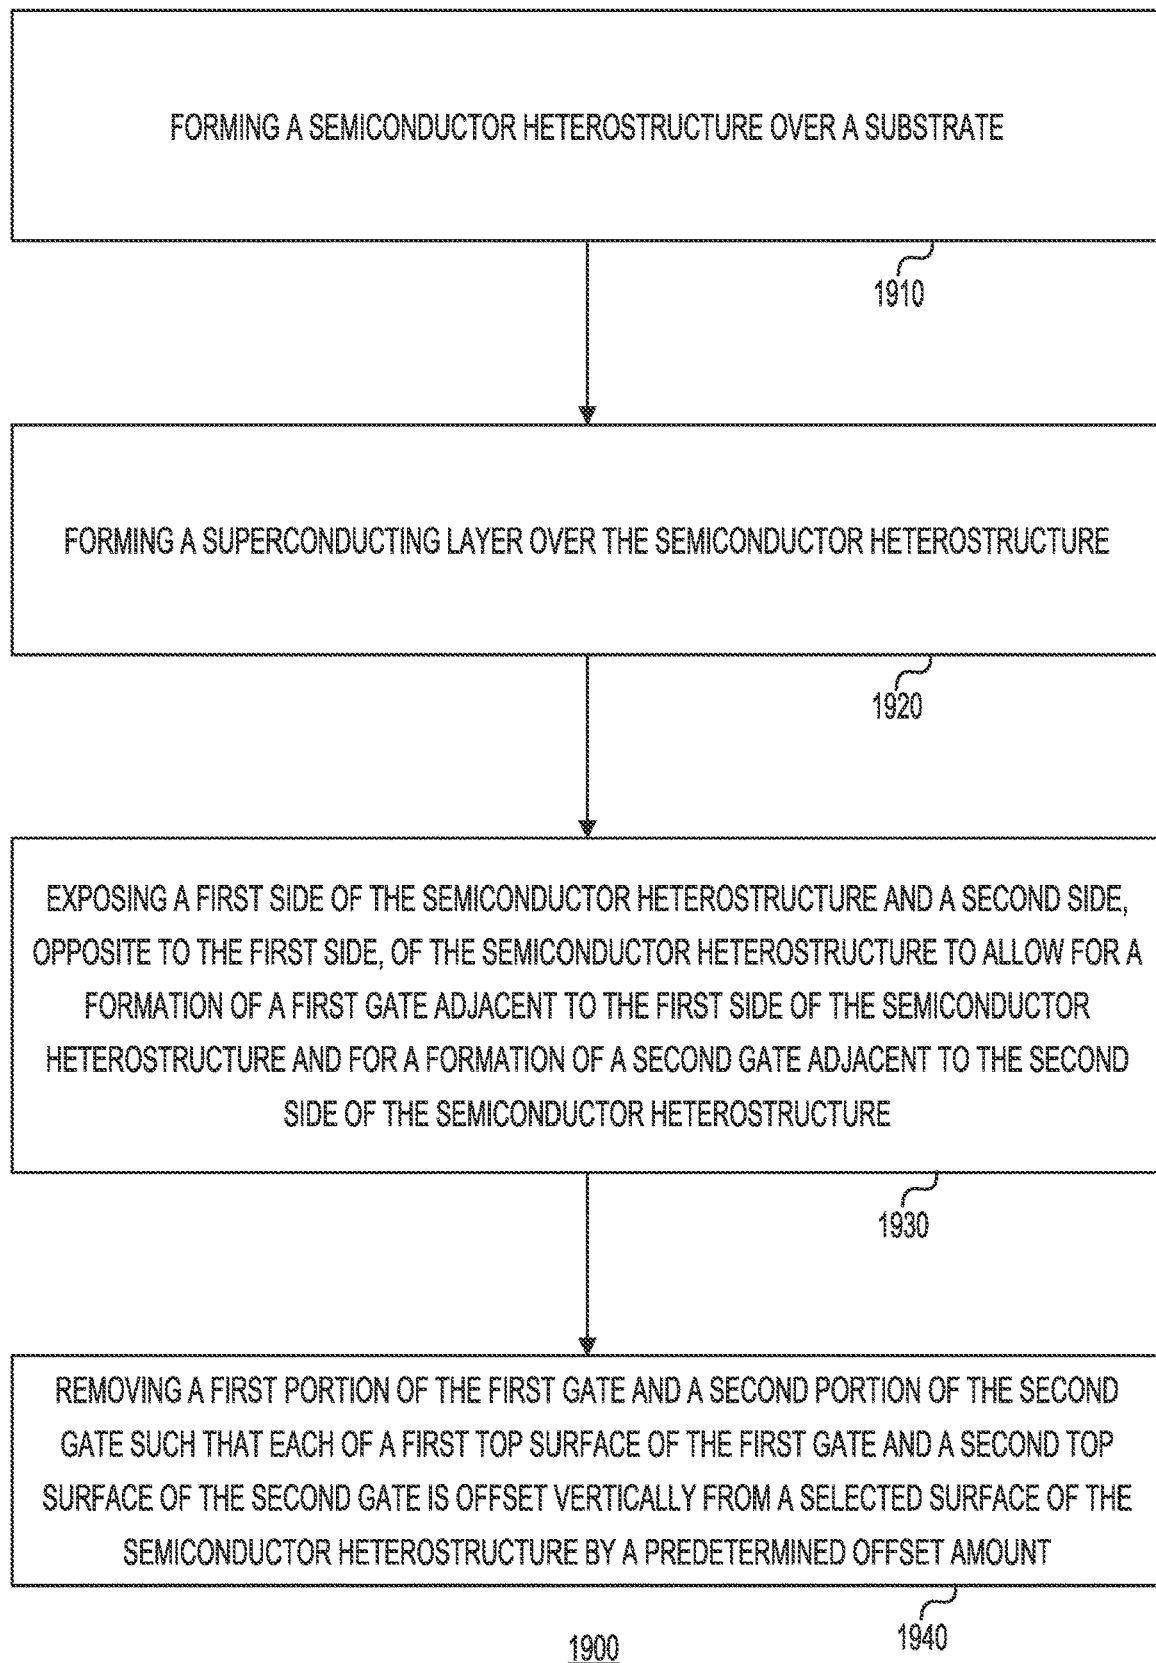 FORMING A SEMICONDUCTOR HETEROSTRUCTURE OVER A SUBSTRATE
1910
FORMING A SUPERCONDUCTING LAYER OVER THE SEMICONDUCTOR HETEROSTRUCTURE
1920
EXPOSING A FIRST SIDE OF THE SEMICONDUCTOR HETEROSTRUCTURE AND A SECOND SIDE,
OPPOSITE TO THE FIRST SIDE, OF THE SEMICONDUCTOR HETEROSTRUCTURE TO ALLOW FOR A
FORMATION OF A FIRST GATE ADJACENT TO THE FIRST SIDE OF THE SEMICONDUCTOR
HETEROSTRUCTURE AND FOR A FORMATION OF A SECOND GATE ADJACENT TO THE SECOND
SIDE OF THE SEMICONDUCTOR HETEROSTRUCTURE
1930
REMOVING A FIRST PORTION OF THE FIRST GATE AND A SECOND PORTION OF THE SECOND
GATE SUCH THAT EACH OF A FIRST TOP SURFACE OF THE FIRST GATE AND A SECOND TOP
SURFACE OF THE SECOND GATE IS OFFSET VERTICALLY FROM A SELECTED SURFACE OF THE
SEMICONDUCTOR HETEROSTRUCTURE BY A PREDETERMINED OFFSET AMOUNT
1940
1900